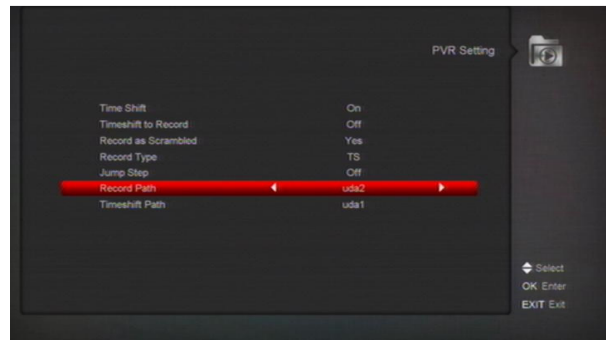 PVR Setting
Time Shift On
Timeshift to Record Off
Record as Scrambled Yes
Record Type TS
Jump Step Off
Record Path uda2
Timeshift Path uda1
Select
OK Enter
EXIT Exit